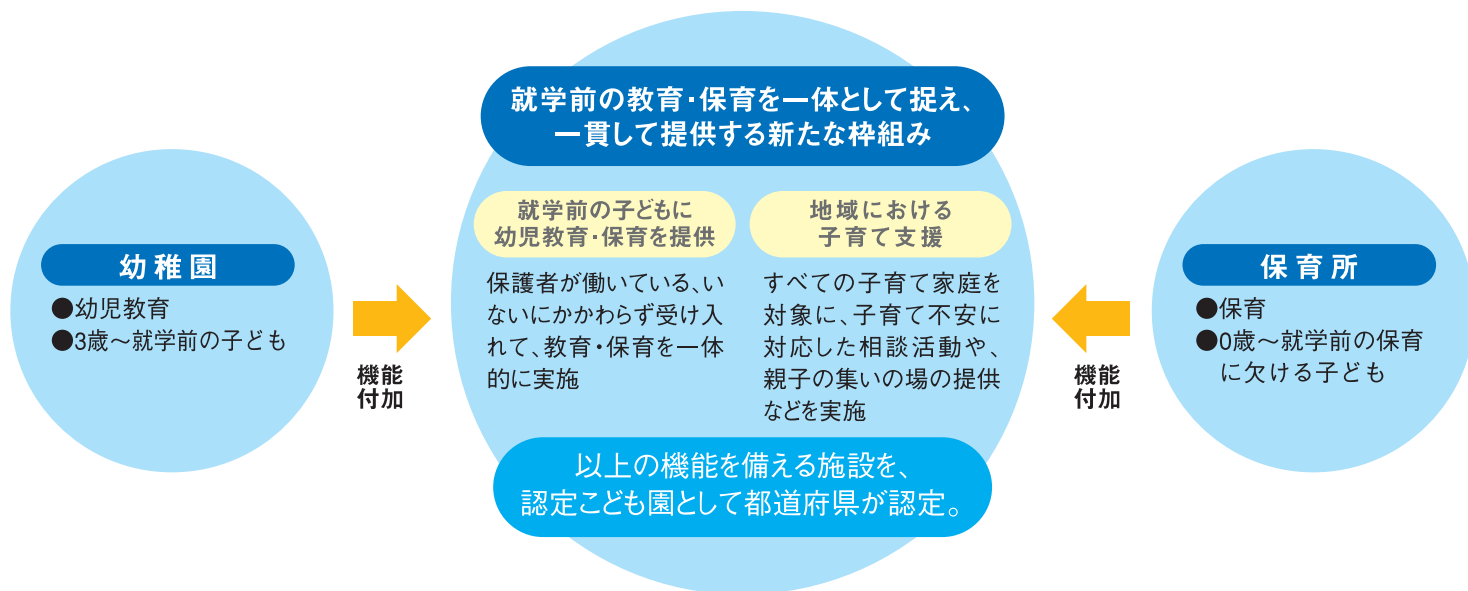 就学前の教育・保育を一体として捉え、
一貫して提供する新たな枠組み
就学前の子どもに
幼児教育・保育を提供
保護者が働いている、い
ないにかかわらず受け入
れて、教育・保育を一体
的に実施
地域における
子育て支援
すべての子育て家庭を
対象に、子育て不安に
対応した相談活動や、
親子の集いの場の提供
などを実施
以上の機能を備える施設を、
認定こども園として都道府県が認定。
幼稚園
●幼児教育
●3歳～就学前の子ども
機能
付加
保育所
●保育
●0歳～就学前の保育
に欠ける子ども
機能
付加